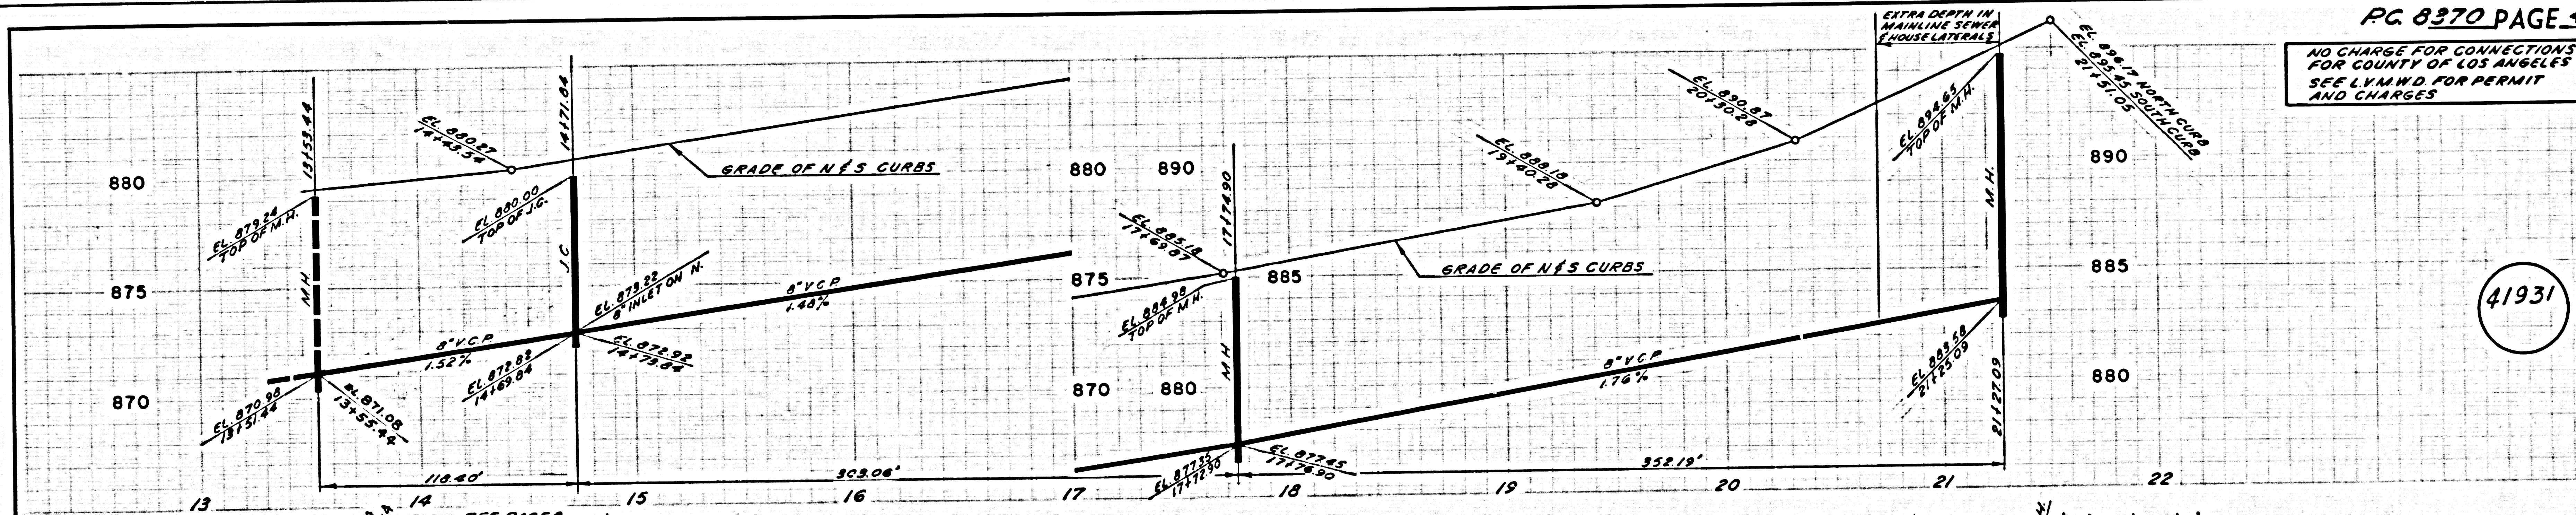 P.C. 8370 PAGE
NO CHARGE FOR CONNECTIONS
FOR COUNTY OF LOS ANGELES
SEE L.V.M.W.D. FOR PERMIT
AND CHARGES
41931
EXTRA DEPTH IN
MAINLINE SEWER
& HOUSE LATERALS
EL. 896.17 NORTH CURB
EL. 895.45 SOUTH CURB
21+51.05
EL. 894.65
TOP OF M.H.
M.H.
EL. 890.87
20+30.28
EL. 888.18
19+40.28
17+74.90
EL. 885.18
17+69.87
EL. 884.98
TOP OF M.H.
M.H.
GRADE OF N & S CURBS
14+71.84
13+53.44
EL. 880.27
14+43.54
GRADE OF N & S CURBS
EL. 880.00
TOP OF J.C.
J.C
EL. 879.24
TOP OF M.H.
M.H.
EL. 873.22
8" INLET ON N.
8" V.C.P.
1.48%
8" V.C.P.
1.52%
EL. 872.82
14+69.84
EL. 872.92
14+73.84
EL. 870.98
13+51.44
EL. 871.08
13+55.44
8" V.C.P.
1.76%
EL. 883.58
21+25.09
21+27.09
EL. 877.35
17+72.90
EL. 877.45
17+76.90
880
875
870
880 890
875
885
870 880
890
885
880
118.40'
303.06'
352.19'
13 14 15 16 17 18 19 20 21 22